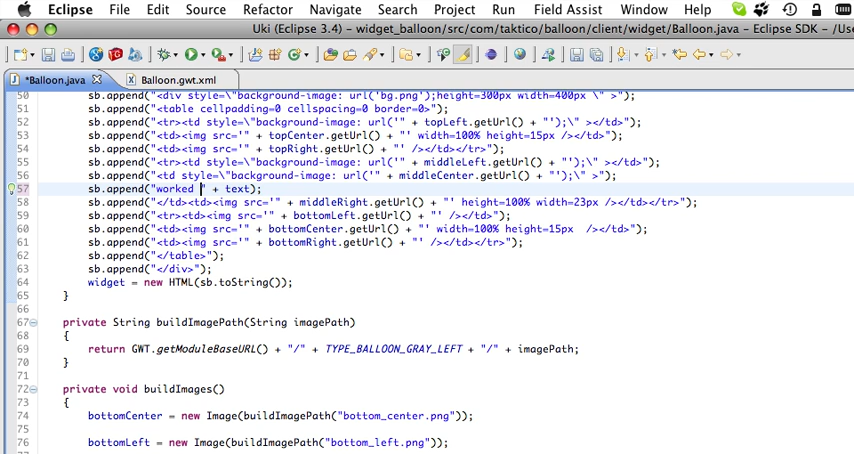 Eclipse File Edit Source Refactor Navigate Search Project Run Field Assist Window Help
Uki (Eclipse 3.4) – widget_balloon/src/com/taktico/balloon/client/widget/Balloon.java – Eclipse SDK – /Use
*Balloon.java Balloon.gwt.xml
50 sb.append("<div style=\"background-image: url('bg.png');height=300px width=400px \" >");
51 sb.append("<table cellpadding=0 cellspacing=0 border=0>");
52 sb.append("<tr><td style=\"background-image: url('" + topLeft.getUrl() + "');\" ></td>");
53 sb.append("<td><img src='" + topCenter.getUrl() + "' width=100% height=15px /></td>");
54 sb.append("<td><img src='" + topRight.getUrl() + "' /></td></tr>");
55 sb.append("<tr><td style=\"background-image: url('" + middleLeft.getUrl() + "');\" ></td>");
56 sb.append("<td style=\"background-image: url('" + middleCenter.getUrl() + "');\" >");
57 sb.append("worked " + text);
58 sb.append("</td><td><img src='" + middleRight.getUrl() + "' height=100% width=23px /></td></tr>");
59 sb.append("<tr><td><img src='" + bottomLeft.getUrl() + "' /></td>");
60 sb.append("<td><img src='" + bottomCenter.getUrl() + "' width=100% height=15px  /></td>");
61 sb.append("<td><img src='" + bottomRight.getUrl() + "' /></td></tr>");
62 sb.append("</table>");
63 sb.append("</div>");
64 widget = new HTML(sb.toString());
65 }
66
67 private String buildImagePath(String imagePath)
68 {
69 return GWT.getModuleBaseURL() + "/" + TYPE_BALLOON_GRAY_LEFT + "/" + imagePath;
70 }
71
72 private void buildImages()
73 {
74 bottomCenter = new Image(buildImagePath("bottom_center.png"));
75
76 bottomLeft = new Image(buildImagePath("bottom_left.png"));